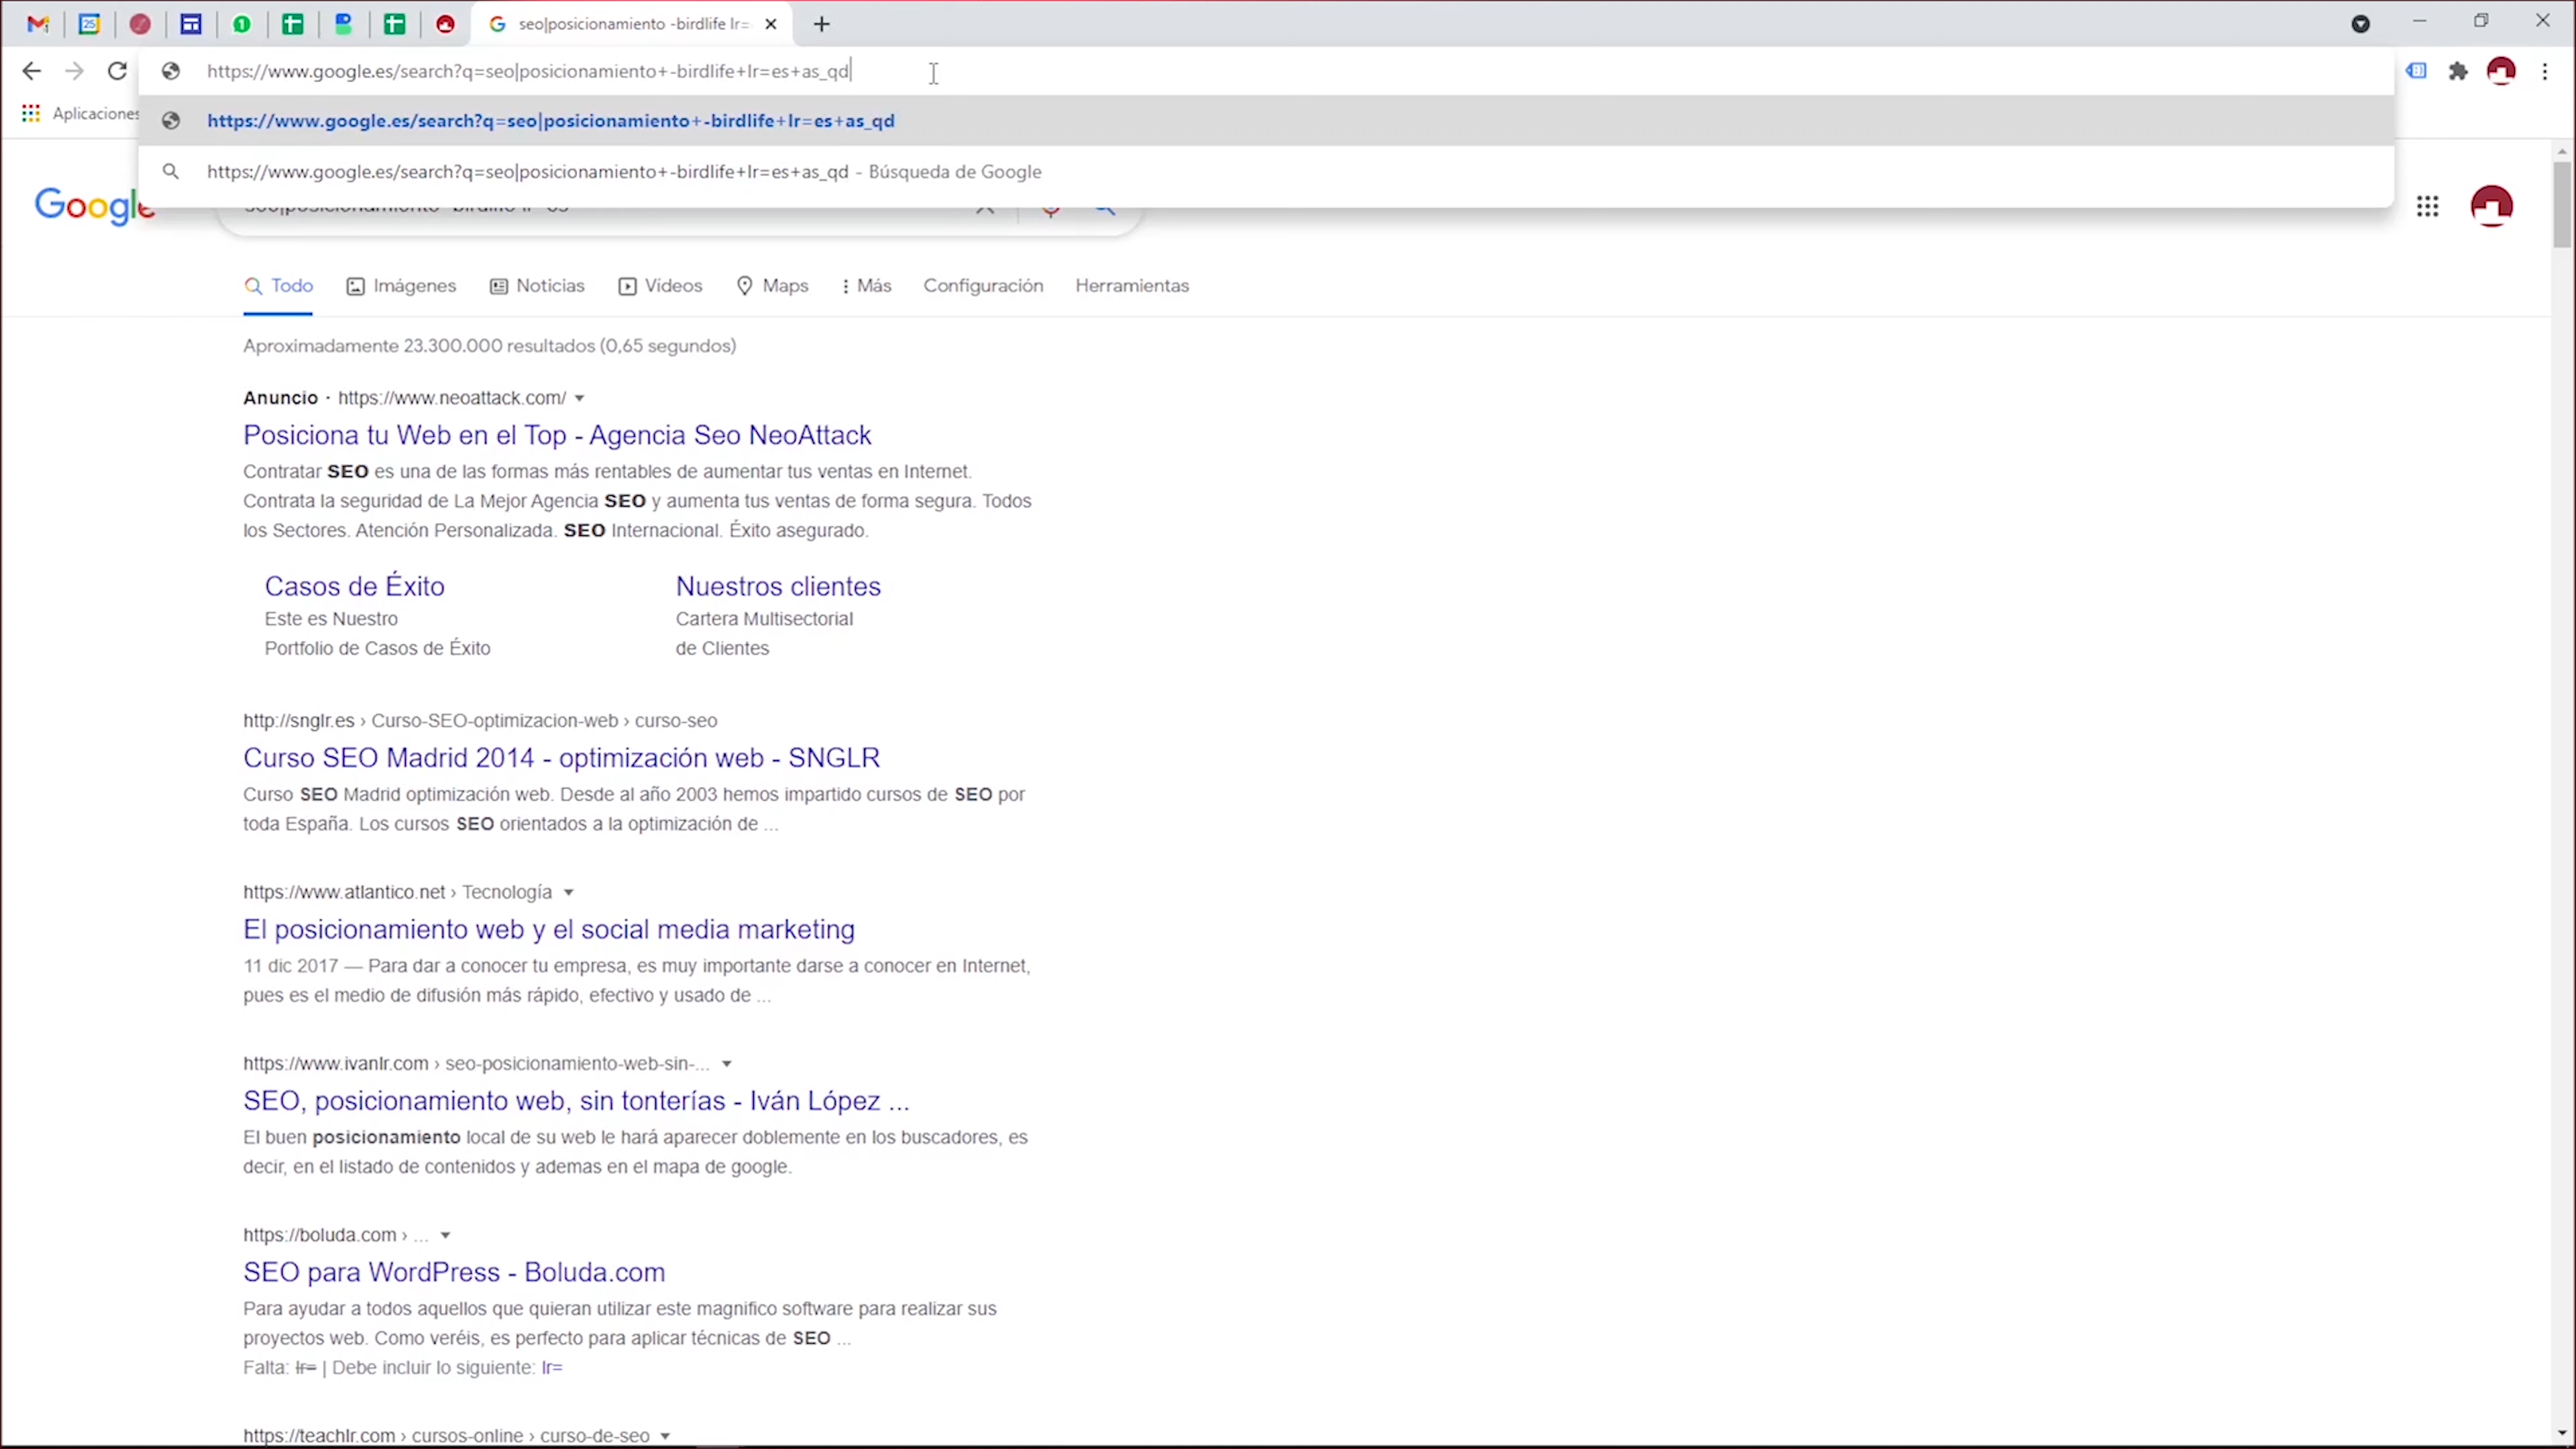 25
1
seo|posicionamiento -birdlife lr=
https://www.google.es/search?q=seo|posicionamiento+-birdlife+lr=es+as_qd
Aplicaciones
https://www.google.es/search?q=seo|posicionamiento+-birdlife+lr=es+as_qd
https://www.google.es/search?q=seo|posicionamiento+-birdlife+lr=es+as_qd - Búsqueda de Google
Google
Todo Imágenes Noticias Vídeos Maps Más Configuración Herramientas
Aproximadamente 23.300.000 resultados (0,65 segundos)
Anuncio · https://www.neoattack.com/
Posiciona tu Web en el Top - Agencia Seo NeoAttack
Contratar SEO es una de las formas más rentables de aumentar tus ventas en Internet.
Contrata la seguridad de La Mejor Agencia SEO y aumenta tus ventas de forma segura. Todos
los Sectores. Atención Personalizada. SEO Internacional. Éxito asegurado.
Casos de Éxito Nuestros clientes
Este es Nuestro Cartera Multisectorial
Portfolio de Casos de Éxito de Clientes
http://snglr.es › Curso-SEO-optimizacion-web › curso-seo
Curso SEO Madrid 2014 - optimización web - SNGLR
Curso SEO Madrid optimización web. Desde al año 2003 hemos impartido cursos de SEO por
toda España. Los cursos SEO orientados a la optimización de ...
https://www.atlantico.net › Tecnología
El posicionamiento web y el social media marketing
11 dic 2017 — Para dar a conocer tu empresa, es muy importante darse a conocer en Internet,
pues es el medio de difusión más rápido, efectivo y usado de ...
https://www.ivanlr.com › seo-posicionamiento-web-sin-...
SEO, posicionamiento web, sin tonterías - Iván López ...
El buen posicionamiento local de su web le hará aparecer doblemente en los buscadores, es
decir, en el listado de contenidos y ademas en el mapa de google.
https://boluda.com › ...
SEO para WordPress - Boluda.com
Para ayudar a todos aquellos que quieran utilizar este magnifico software para realizar sus
proyectos web. Como veréis, es perfecto para aplicar técnicas de SEO ...
Falta: lr= | Debe incluir lo siguiente: lr=
https://teachlr.com › cursos-online › curso-de-seo